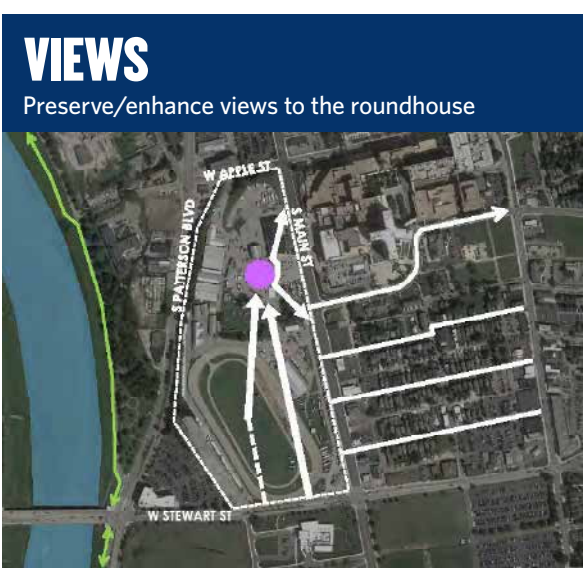 VIEWS
Preserve/enhance views to the roundhouse
W APPLE ST
S PATTERSON BLVD
S MAIN ST
W STEWART ST